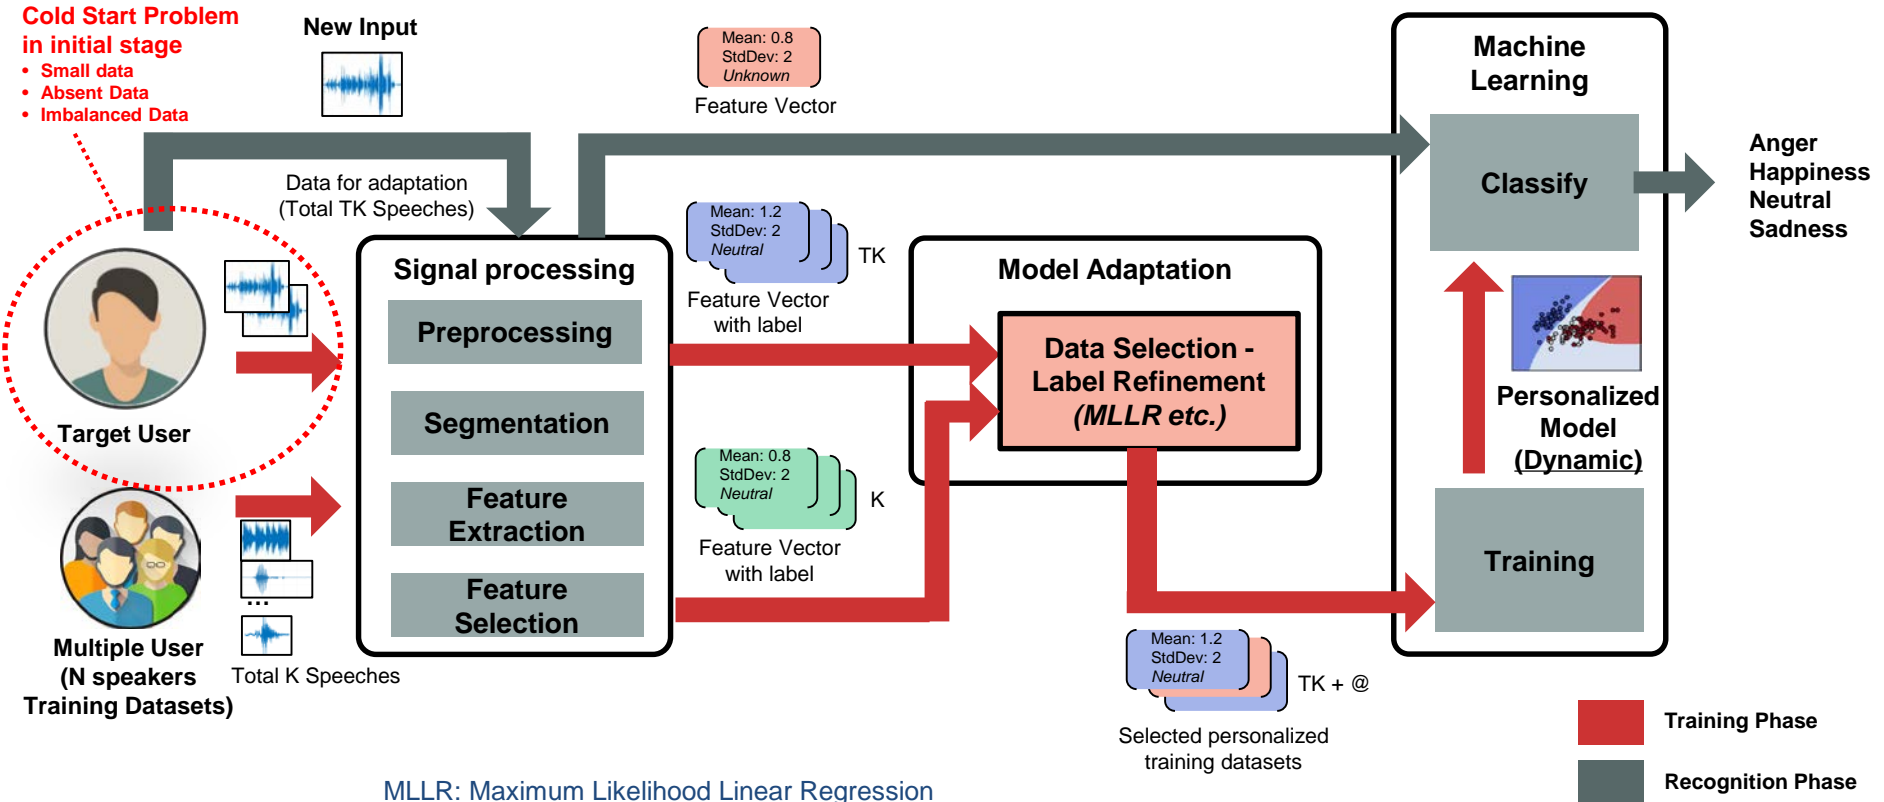 Cold Start Problem
in initial stage
• Small data
• Absent Data
• Imbalanced Data
New Input
Mean: 0.8
StdDev: 2
Unknown
Feature Vector
Machine
Learning
Classify
Anger
Happiness
Neutral
Sadness
Data for adaptation
(Total TK Speeches)
Mean: 1.2
StdDev: 2
Neutral
TK
Feature Vector
with label
Signal processing
Preprocessing
Segmentation
Feature
Extraction
Feature
Selection
Model Adaptation
Data Selection -
Label Refinement
(MLLR etc.)
Personalized
Model
(Dynamic)
Training
Target User
Mean: 0.8
StdDev: 2
Neutral
K
Feature Vector
with label
...
Multiple User
(N speakers
Training Datasets)
Total K Speeches
Mean: 1.2
StdDev: 2
Neutral
TK + @
Selected personalized
training datasets
Training Phase
Recognition Phase
MLLR: Maximum Likelihood Linear Regression